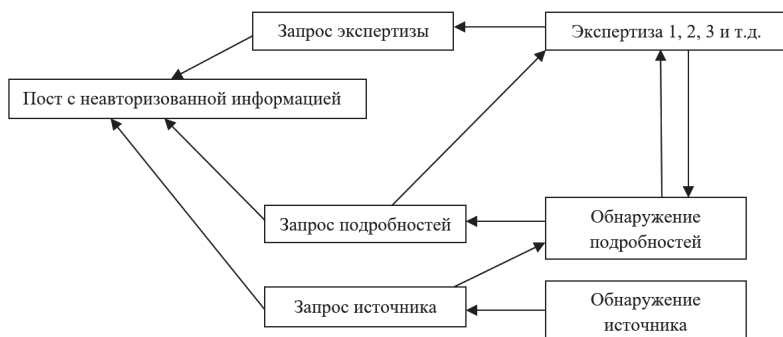 Запрос экспертизы
Экспертиза 1, 2, 3 и т.д.
Пост с неавторизованной информацией
Запрос подробностей
Обнаружение
подробностей
Запрос источника
Обнаружение
источника